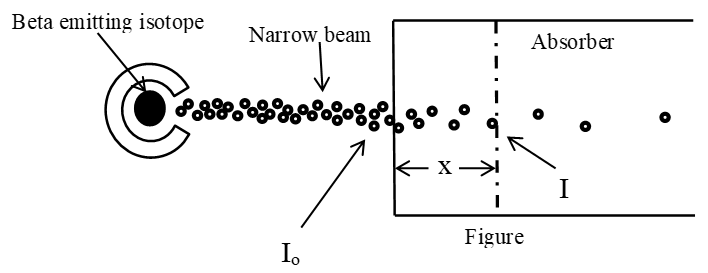 Beta emitting isotope
Narrow beam
Absorber
x
I
Iₒ
Figure